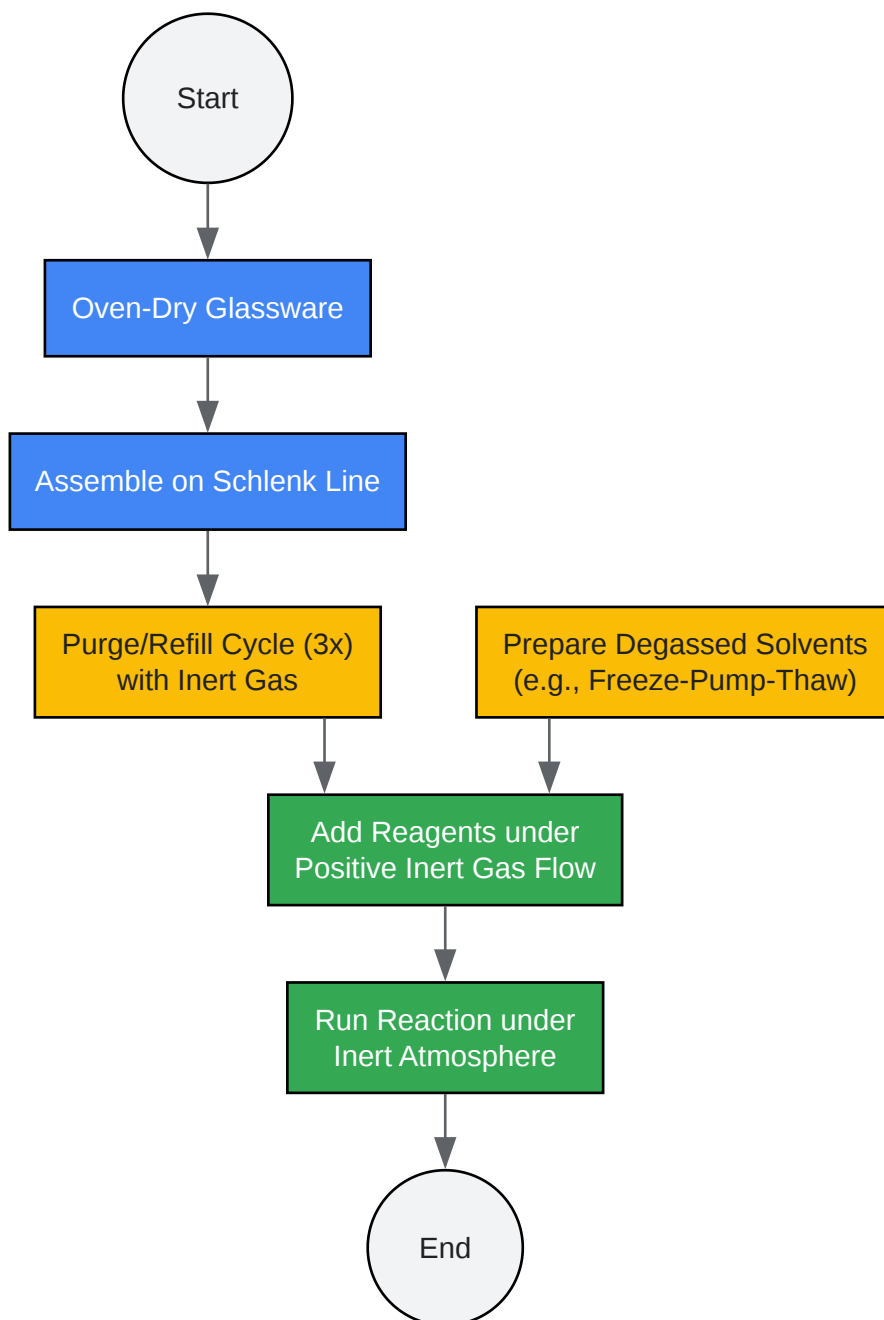 Start
Oven-Dry Glassware
Assemble on Schlenk Line
Purge/Refill Cycle (3x)
with Inert Gas
Prepare Degassed Solvents
(e.g., Freeze-Pump-Thaw)
Add Reagents under
Positive Inert Gas Flow
Run Reaction under
Inert Atmosphere
End